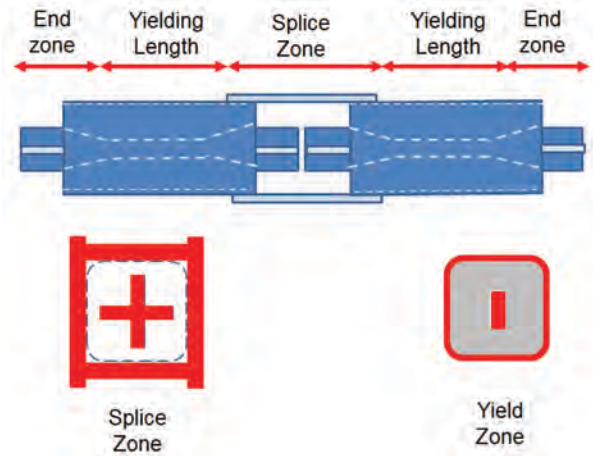 End Yielding Splice Yielding End
zone Length Zone Length zone
Splice
Zone
Yield
Zone